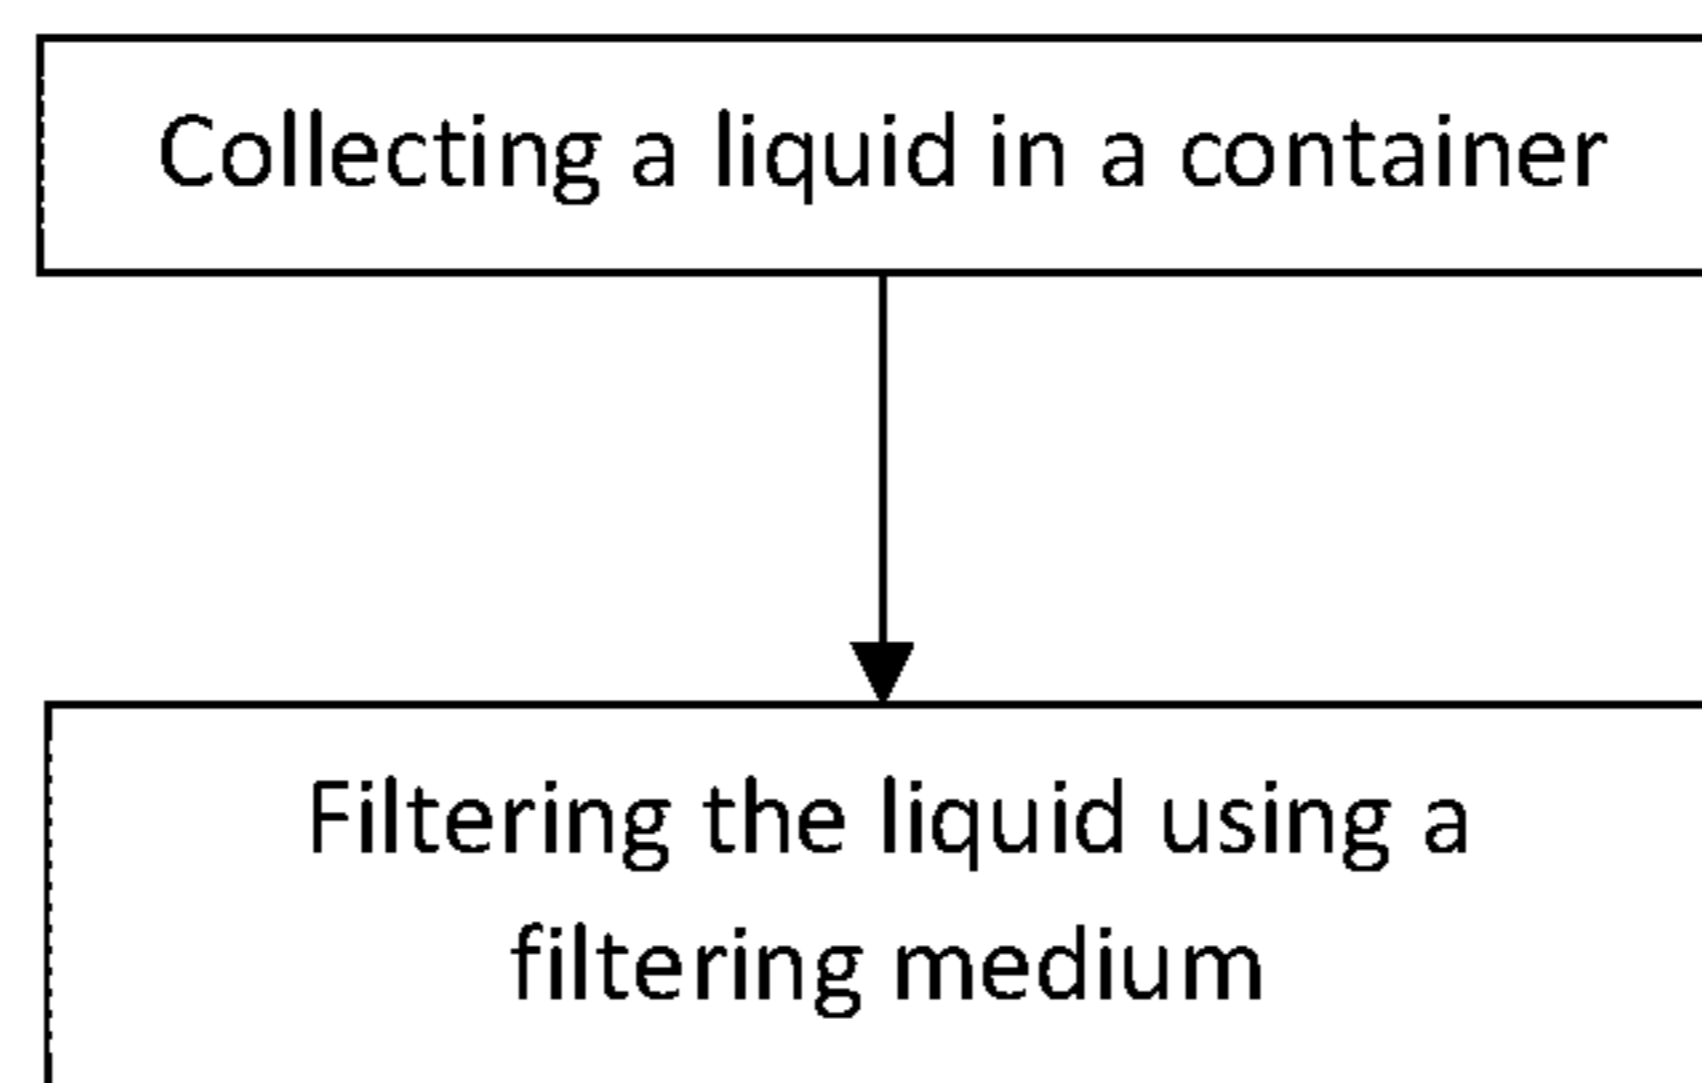 Collecting a liquid in a container
Filtering the liquid using a
filtering medium